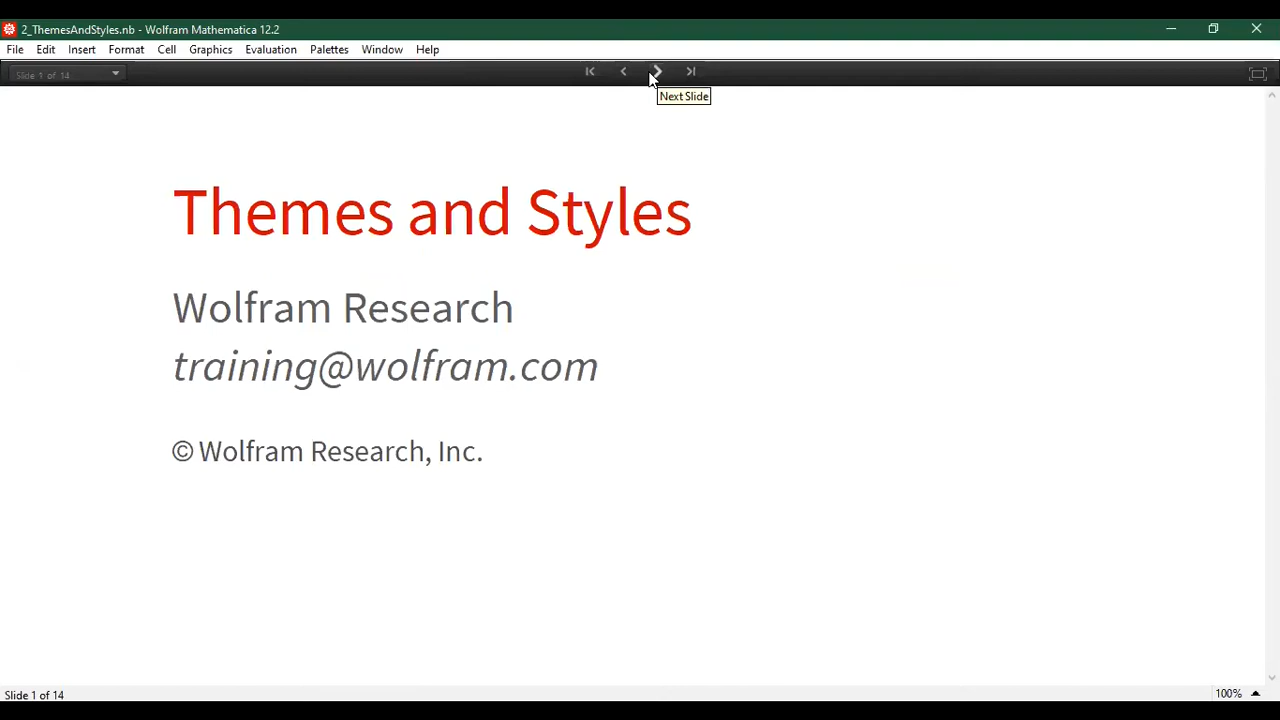 2_ThemesAndStyles.nb - Wolfram Mathematica 12.2
File Edit Insert Format Cell Graphics Evaluation Palettes Window Help
Slide 1 of 14
Next Slide
Themes and Styles
Wolfram Research
training@wolfram.com
© Wolfram Research, Inc.
Slide 1 of 14
100%